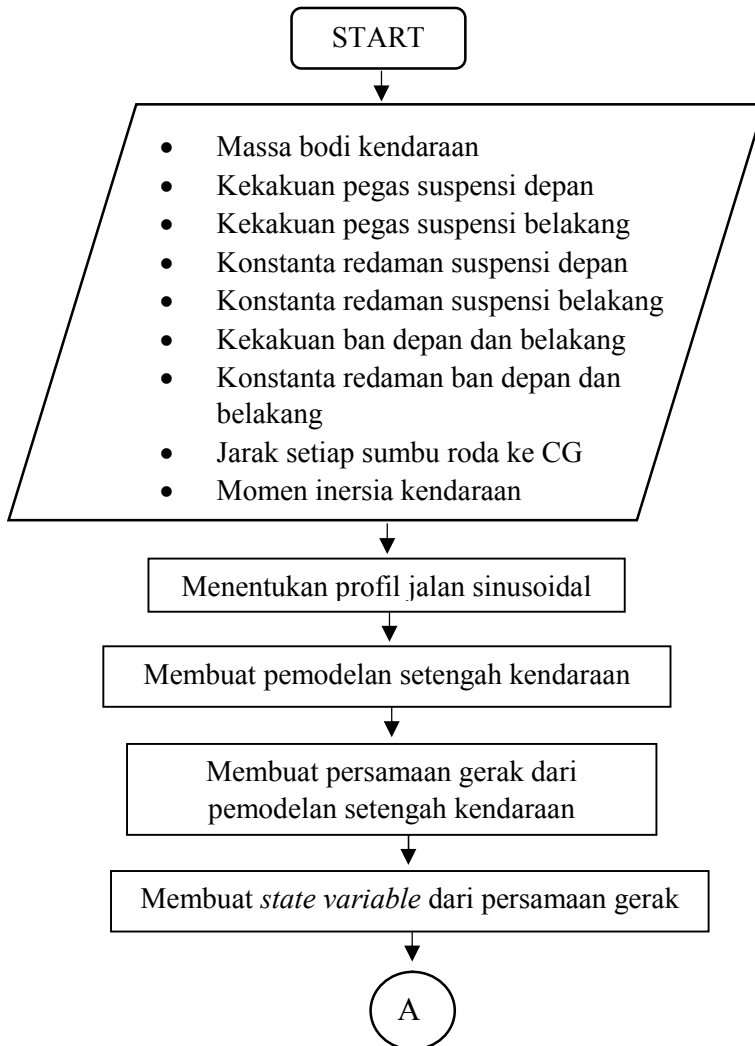 START
• Massa bodi kendaraan
• Kekakuan pegas suspensi depan
• Kekakuan pegas suspensi belakang
• Konstanta redaman suspensi depan
• Konstanta redaman suspensi belakang
• Kekakuan ban depan dan belakang
• Konstanta redaman ban depan dan
belakang
• Jarak setiap sumbu roda ke CG
• Momen inersia kendaraan
Menentukan profil jalan sinusoidal
Membuat pemodelan setengah kendaraan
Membuat persamaan gerak dari
pemodelan setengah kendaraan
Membuat state variable dari persamaan gerak
A